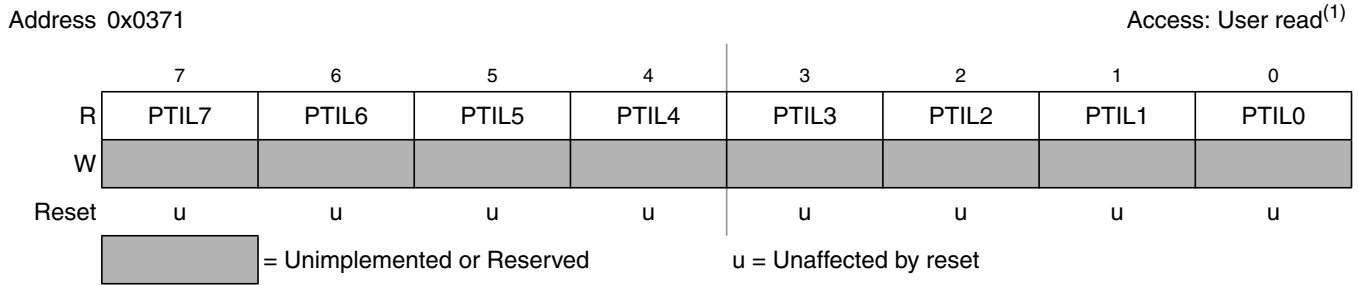 Address 0x0371 Access: User read(1)
7 6 5 4 3 2 1 0
R PTIL7 PTIL6 PTIL5 PTIL4 PTIL3 PTIL2 PTIL1 PTIL0
W
Reset u u u u u u u u
= Unimplemented or Reserved u = Unaffected by reset